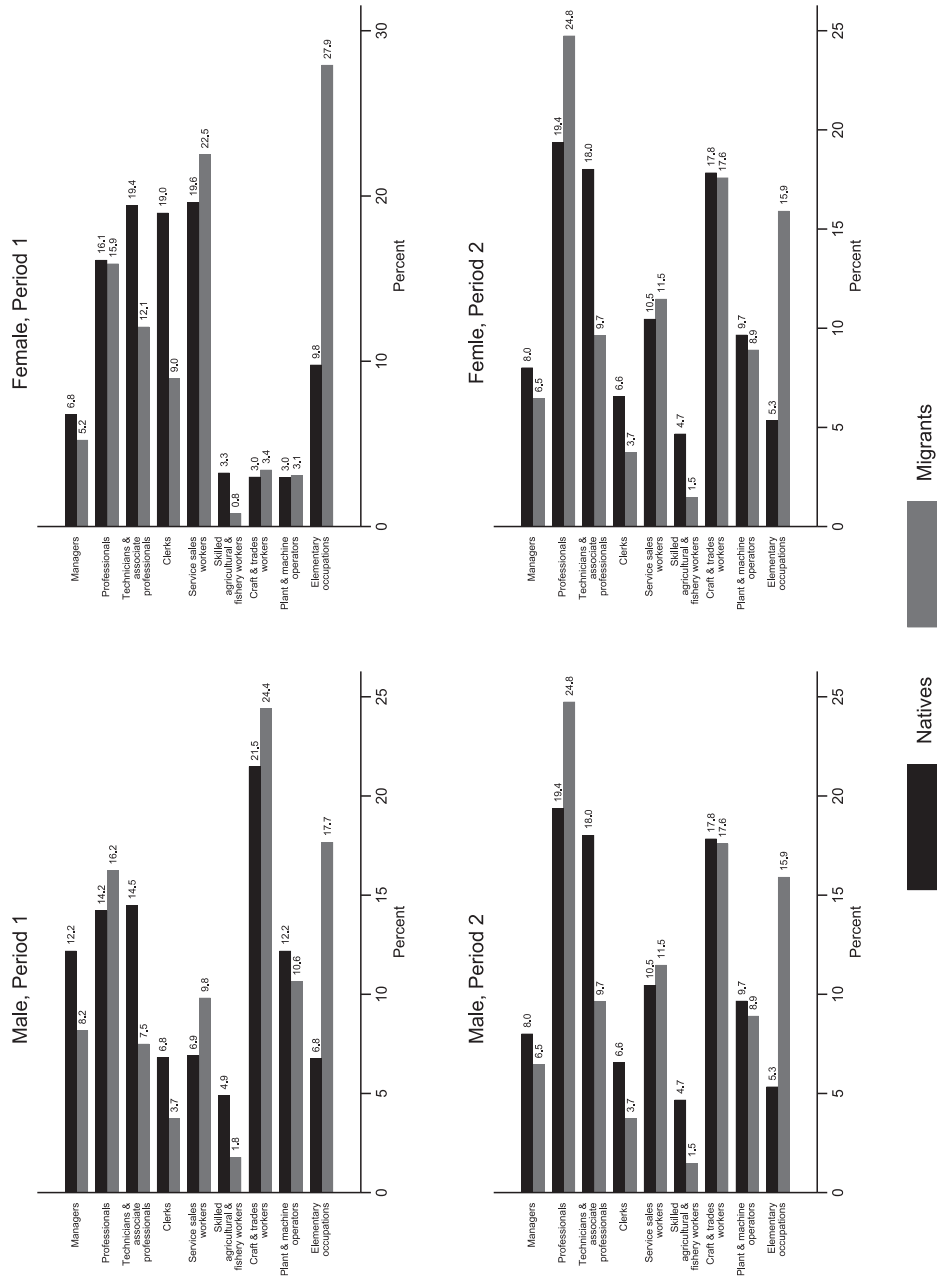 Male, Period 1
Managers
12.2
8.2
Professionals
14.2
16.2
Technicians &
associate
professionals
14.5
7.5
Clerks
6.8
3.7
Service sales
workers
6.9
9.8
Skilled
agricultural &
fishery workers
4.9
1.8
Craft & trades
workers
21.5
24.4
Plant & machine
operators
12.2
10.6
Elementary
occupations
6.8
17.7
0 5 10 15 20 25
Percent
Female, Period 1
Managers
6.8
5.2
Professionals
16.1
15.9
Technicians &
associate
professionals
19.4
12.1
Clerks
19.0
9.0
Service sales
workers
19.6
22.5
Skilled
agricultural &
fishery workers
3.3
0.8
Craft & trades
workers
3.0
3.4
Plant & machine
operators
3.0
3.1
Elementary
occupations
9.8
27.9
0 10 20 30
Percent
Male, Period 2
Managers
8.0
6.5
Professionals
19.4
24.8
Technicians &
associate
professionals
18.0
9.7
Clerks
6.6
3.7
Service sales
workers
10.5
11.5
Skilled
agricultural &
fishery workers
4.7
1.5
Craft & trades
workers
17.8
17.6
Plant & machine
operators
9.7
8.9
Elementary
occupations
5.3
15.9
0 5 10 15 20 25
Percent
Femle, Period 2
Managers
8.0
6.5
Professionals
19.4
24.8
Technicians &
associate
professionals
18.0
9.7
Clerks
6.6
3.7
Service sales
workers
10.5
11.5
Skilled
agricultural &
fishery workers
4.7
1.5
Craft & trades
workers
17.8
17.6
Plant & machine
operators
9.7
8.9
Elementary
occupations
5.3
15.9
0 5 10 15 20 25
Percent
Natives Migrants